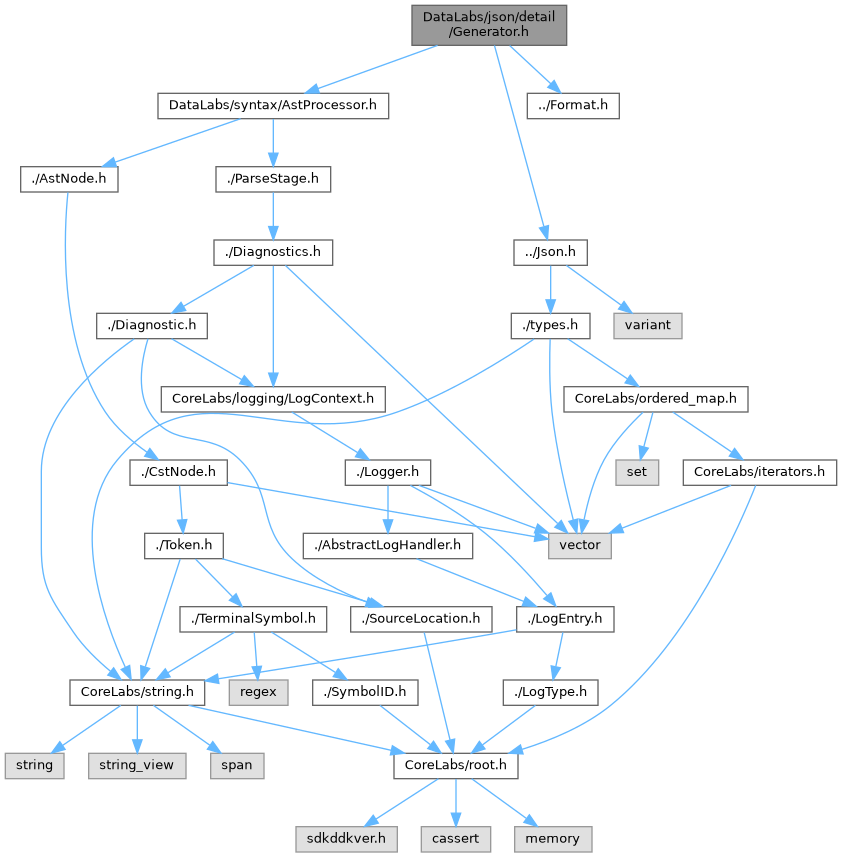 DataLabs/json/detail
/Generator.h
DataLabs/syntax/AstProcessor.h
../Format.h
./AstNode.h
./ParseStage.h
./Diagnostics.h
../Json.h
./Diagnostic.h
./types.h
variant
CoreLabs/logging/LogContext.h
CoreLabs/ordered_map.h
./CstNode.h
./Logger.h
set
CoreLabs/iterators.h
./Token.h
./AbstractLogHandler.h
vector
./TerminalSymbol.h
./SourceLocation.h
./LogEntry.h
CoreLabs/string.h
regex
./SymbolID.h
./LogType.h
string
string_view
span
CoreLabs/root.h
sdkddkver.h
cassert
memory